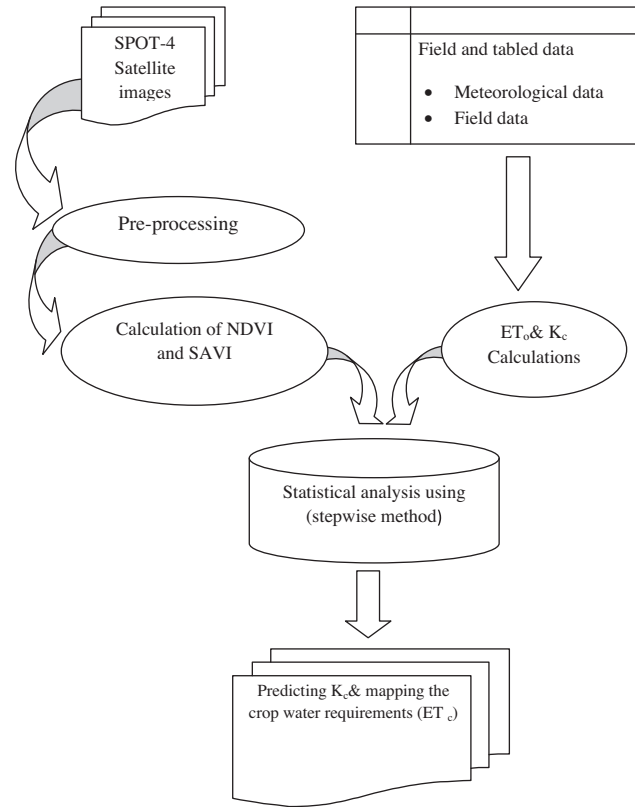 SPOT-4
Satellite
images
Field and tabled data
• Meteorological data
• Field data
Pre-processing
Calculation of NDVI
and SAVI
ETo& Kc
Calculations
Statistical analysis using
(stepwise method)
Predicting Kc& mapping the
crop water requirements (ET c)